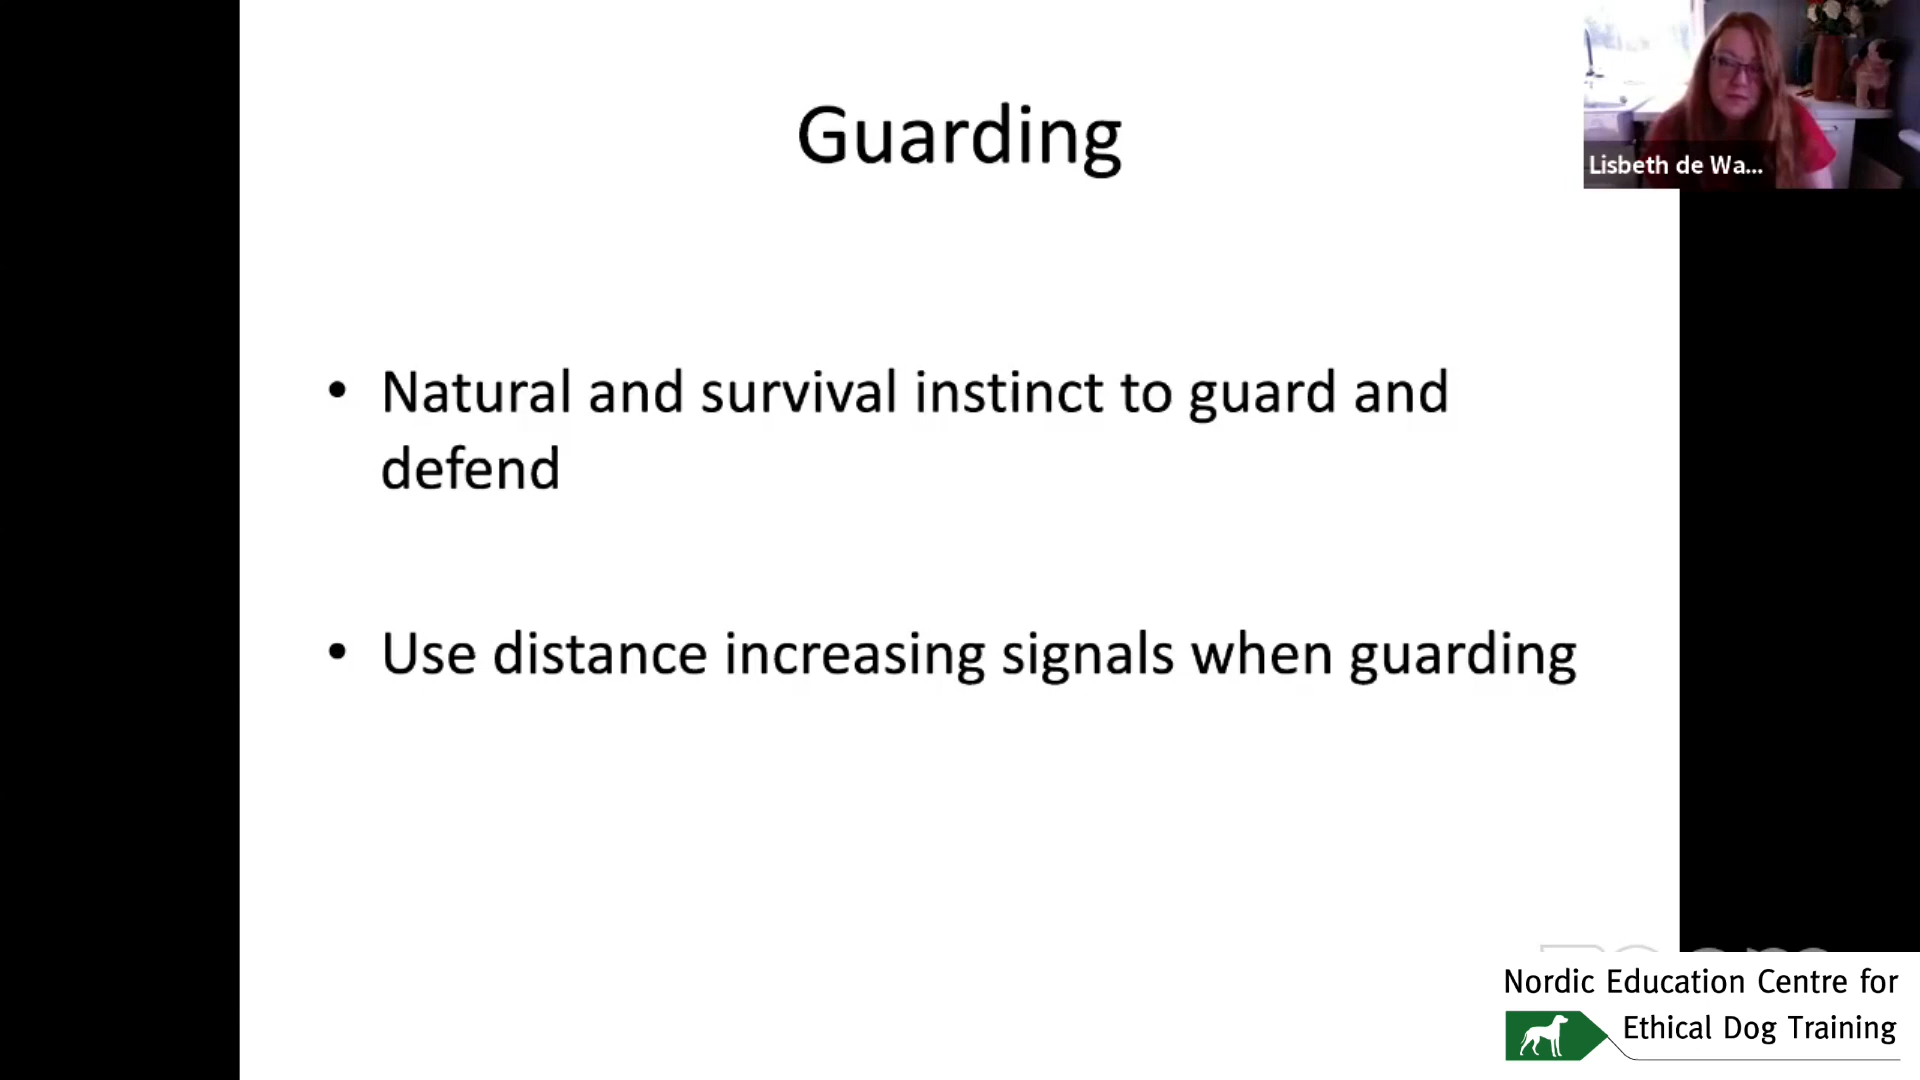 Guarding
Lisbeth de Wa...
• Natural and survival instinct to guard and
defend
• Use distance increasing signals when guarding
Nordic Education Centre for
Ethical Dog Training